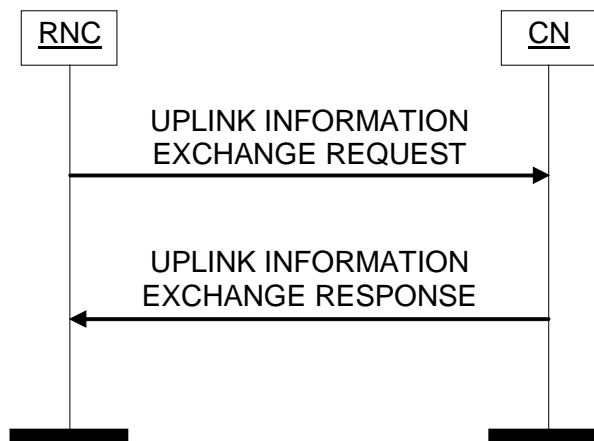 RNC
CN
UPLINK INFORMATION
EXCHANGE REQUEST
UPLINK INFORMATION
EXCHANGE RESPONSE